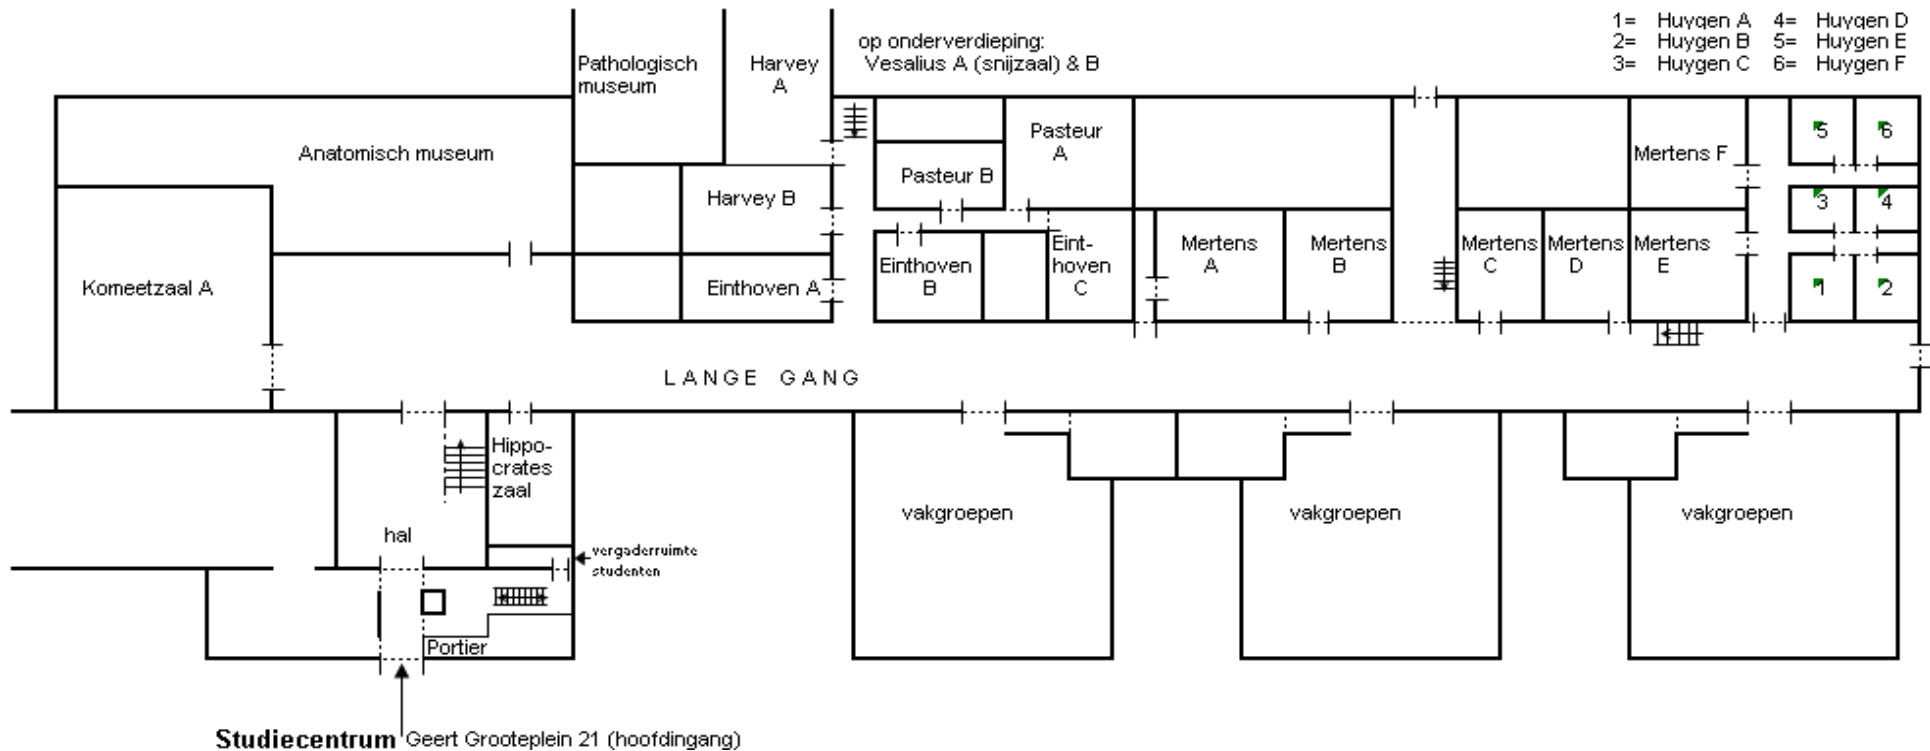 1= Huygen A 4= Huygen D
2= Huygen B 5= Huygen E
3= Huygen C 6= Huygen F
op onderverdieping:
Vesalius A (snijzaal) & B
Pathologisch
museum
Harvey
A
Anatomisch museum
Pasteur
A
Pasteur B
Harvey B
Mertens F
5
6
3
4
1
2
Komeetzaal A
Einthoven A
Einthoven
B
Eint-
hoven
C
Mertens
A
Mertens
B
Mertens
C
Mertens
D
Mertens
E
LANGE GANG
Hippo-
crates
zaal
hal
vergaderruimte
studenten
Portier
vakgroepen
vakgroepen
vakgroepen
Studiecentrum Geert Grooteplein 21 (hoofdingang)